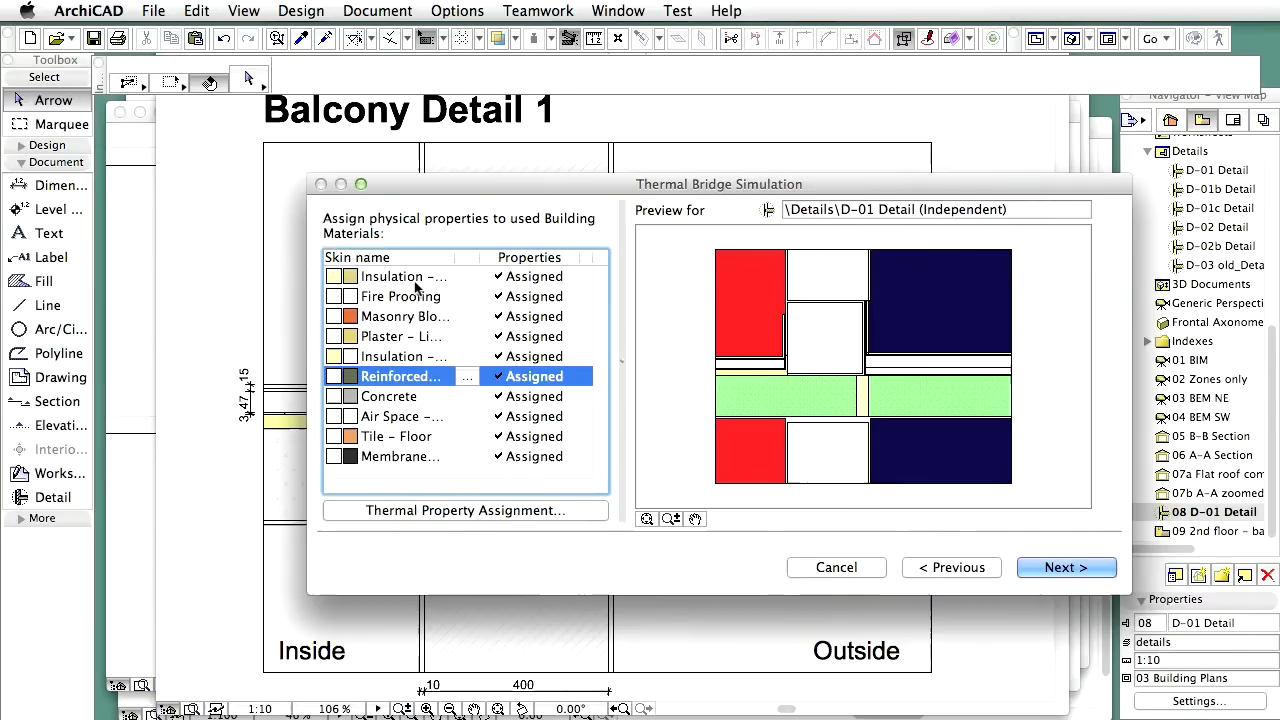 ArchiCAD File Edit View Design Document Options Teamwork Window Test Help
Go
Toolbox
Select
Arrow
Marquee
Design
Document
Dimen...
Level ...
Text
Label
Fill
Line
Arc/Ci...
Polyline
Drawing
Section
Elevati...
Interio...
Works...
Detail
More
Balcony Detail 1
3 47 15
Inside
Outside
10 400
1:10 106 % 0.00°
Thermal Bridge Simulation
Assign physical properties to used Building
Materials:
Skin name Properties
Insulation -... Assigned
Fire Proofing Assigned
Masonry Blo... Assigned
Plaster - Li... Assigned
Insulation -... Assigned
Reinforced... ... Assigned
Concrete Assigned
Air Space -... Assigned
Tile - Floor Assigned
Membrane... Assigned
Thermal Property Assignment...
Preview for \Details\D-01 Detail (Independent)
Cancel < Previous Next >
Navigator - View Map
Details
D-01 Detail
D-01b Detail
D-01c Detail
D-02 Detail
D-02b Detail
D-03 old_Deta
3D Documents
Generic Perspecti
Frontal Axonome
Indexes
01 BIM
02 Zones only
03 BEM NE
04 BEM SW
05 B-B Section
06 A-A Section
07a Flat roof com
07b A-A zoomed
08 D-01 Detail
09 2nd floor - ba
Properties
08 D-01 Detail
details
1:10
03 Building Plans
Settings...